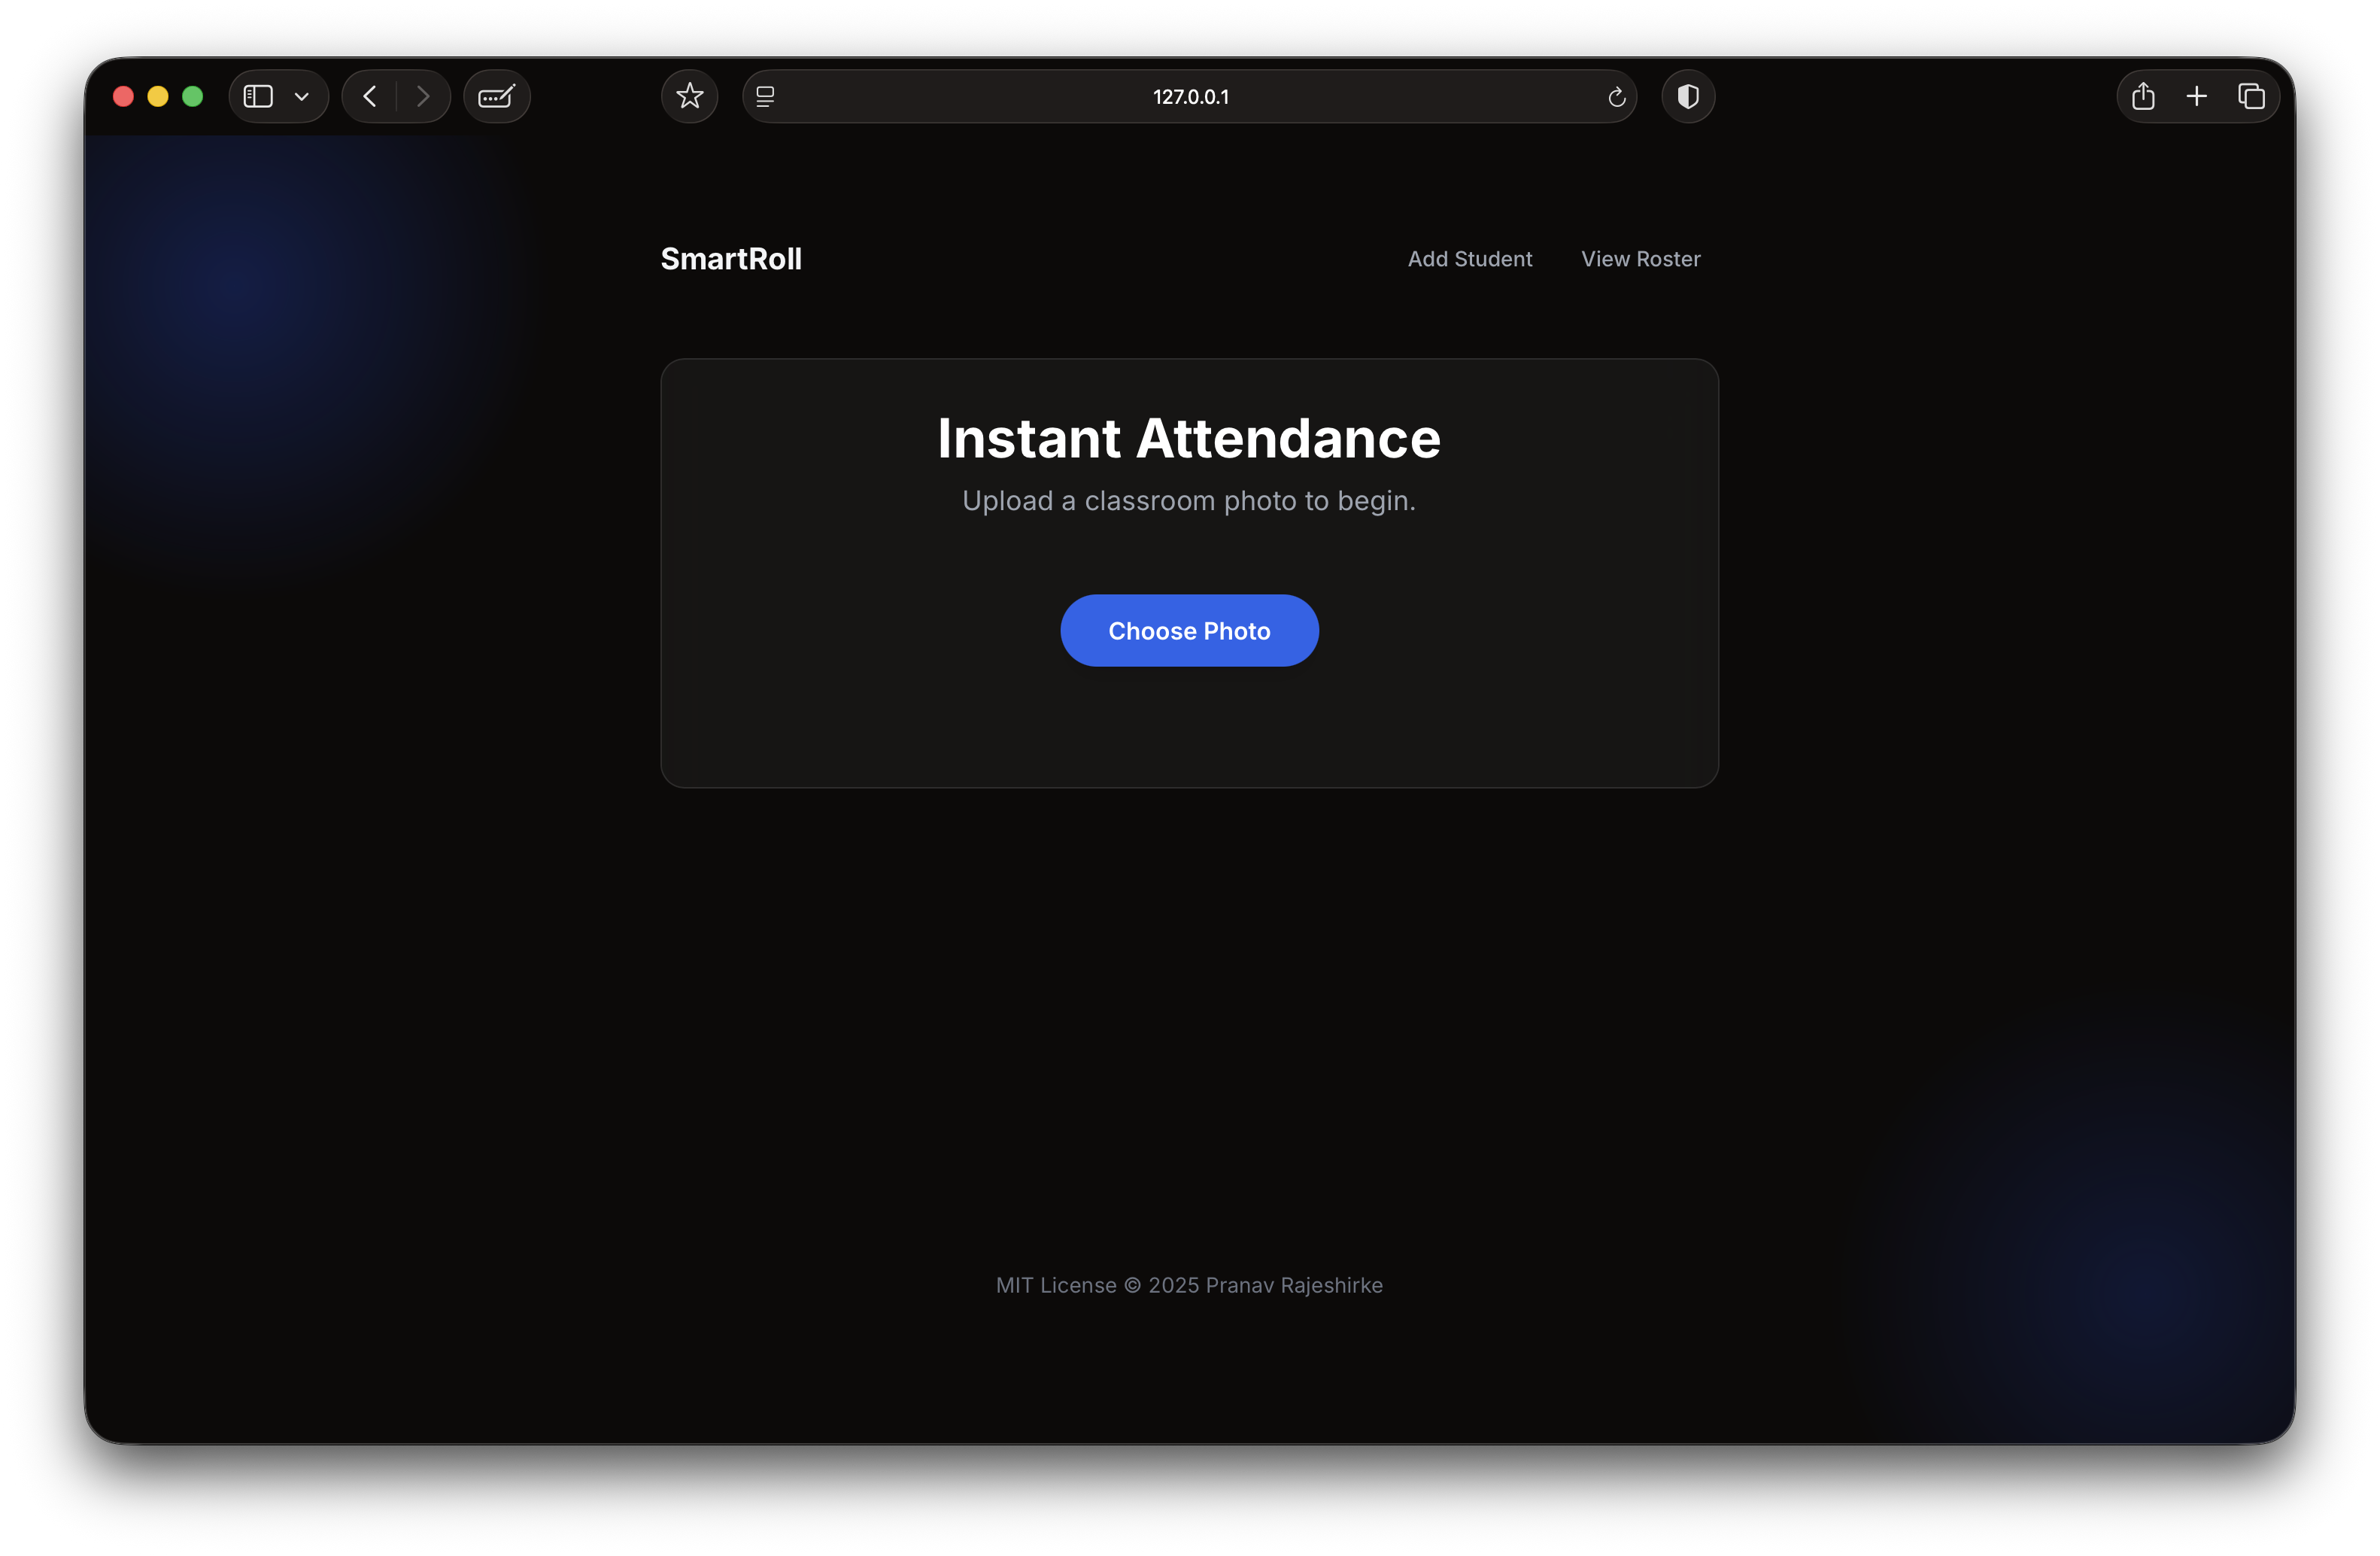 127.0.0.1
SmartRoll
Add Student
View Roster
Instant Attendance
Upload a classroom photo to begin.
Choose Photo
MIT License © 2025 Pranav Rajeshirke